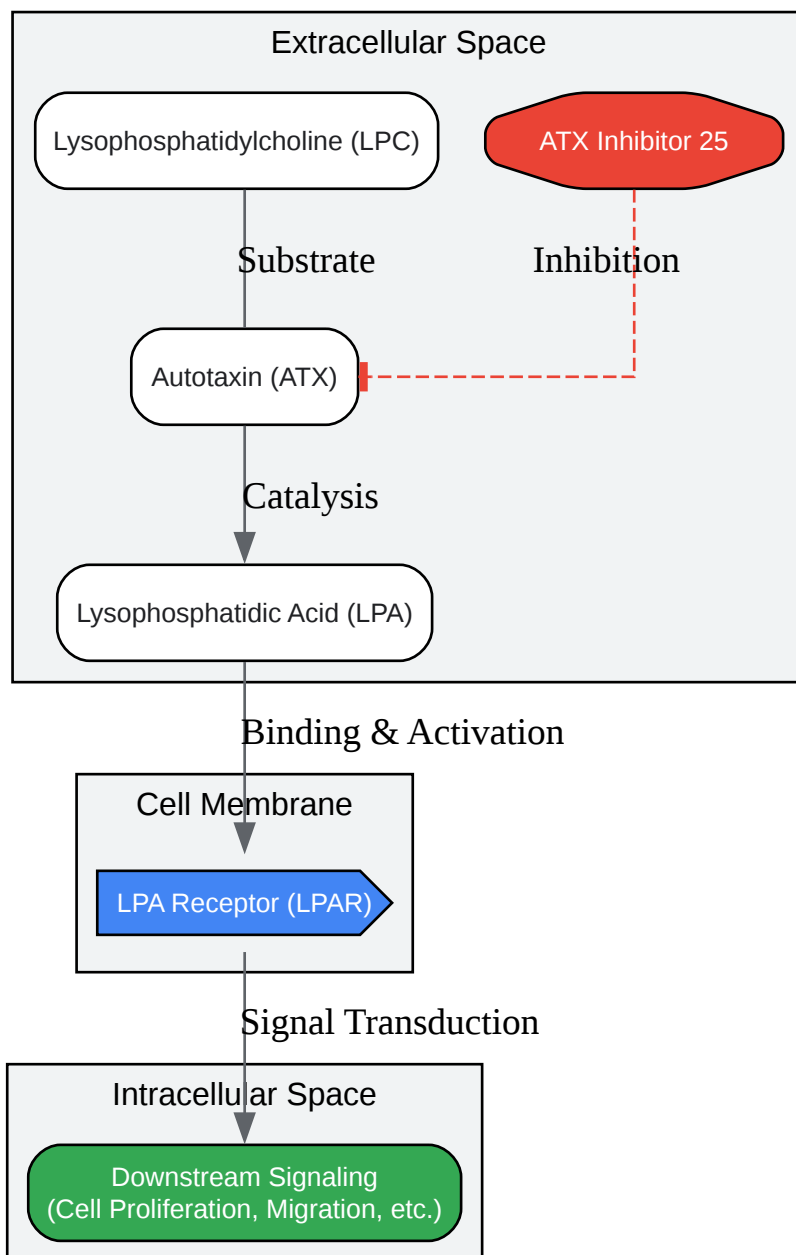 Extracellular Space
Lysophosphatidylcholine (LPC)
ATX Inhibitor 25
Substrate
Inhibition
Autotaxin (ATX)
Catalysis
Lysophosphatidic Acid (LPA)
Binding & Activation
Cell Membrane
LPA Receptor (LPAR)
Signal Transduction
Intracellular Space
Downstream Signaling
(Cell Proliferation, Migration, etc.)